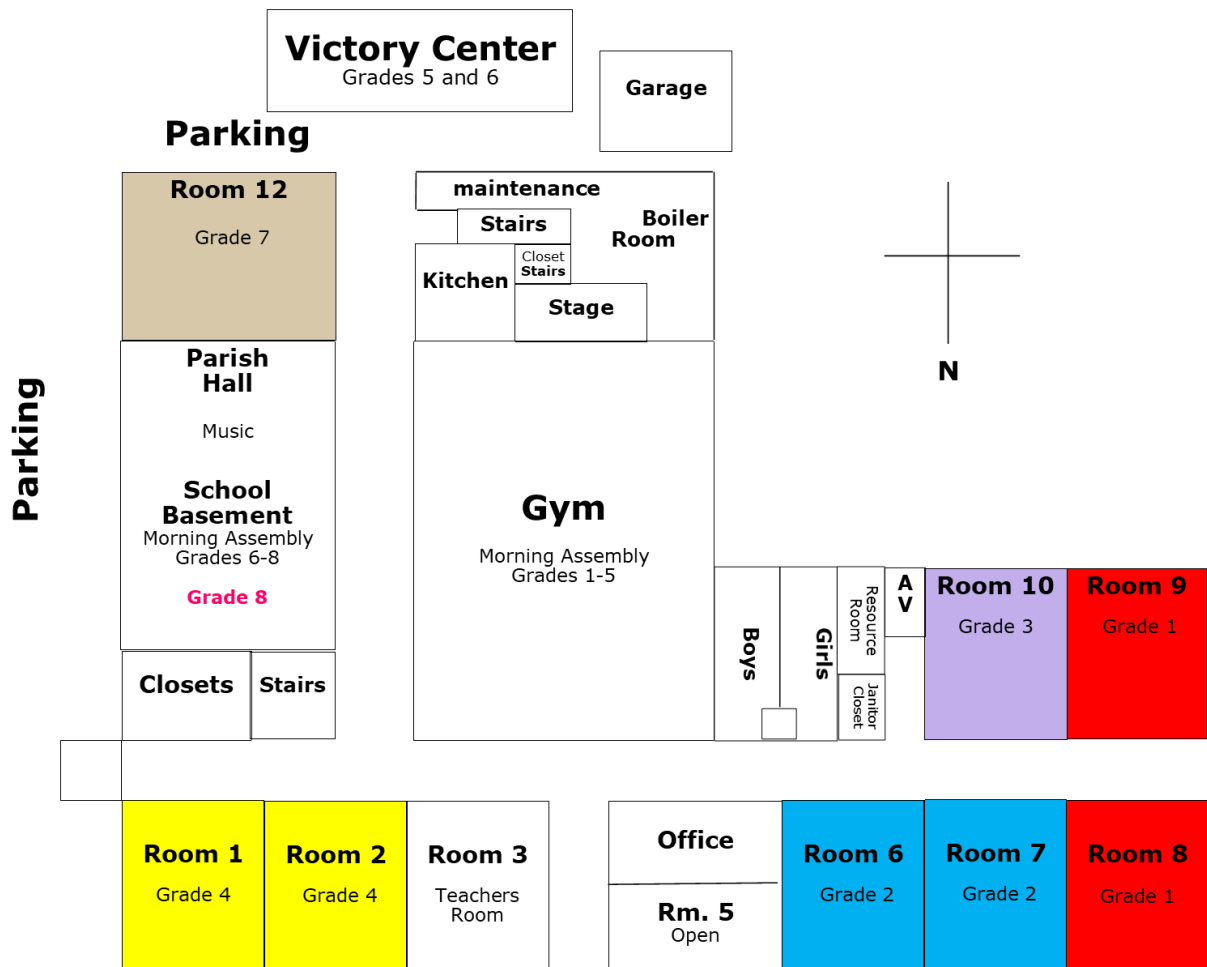 Victory Center
Grades 5 and 6
Garage
Parking
Room 12
Grade 7
maintenance
Stairs
Boiler
Room
Closet
Stairs
Kitchen
Stage
N
Parking
Parish
Hall
Music
School
Basement
Morning Assembly
Grades 6-8
Grade 8
Gym
Morning Assembly
Grades 1-5
Boys
Girls
Resource
Room
Janitor
Closet
A
V
Room 10
Grade 3
Room 9
Grade 1
Closets
Stairs
Room 1
Grade 4
Room 2
Grade 4
Room 3
Teachers
Room
Office
Rm. 5
Open
Room 6
Grade 2
Room 7
Grade 2
Room 8
Grade 1